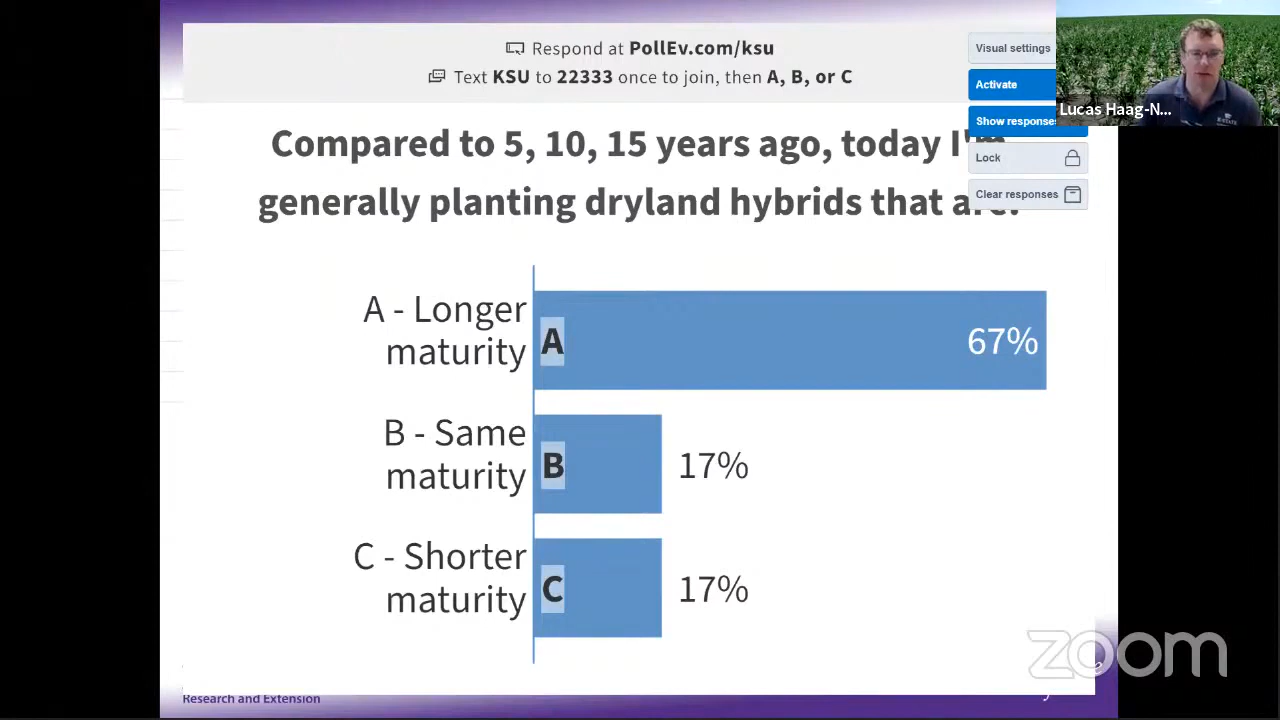 Respond at PollEv.com/ksu
Text KSU to 22333 once to join, then A, B, or C
Visual settings
Activate
Show responses
Lock
Clear responses
Lucas Haag-N...
Compared to 5, 10, 15 years ago, today I'm
generally planting dryland hybrids that are:
A - Longer
maturity
A
67%
B - Same
maturity
B
17%
C - Shorter
maturity
C
17%
zoom
Research and Extension